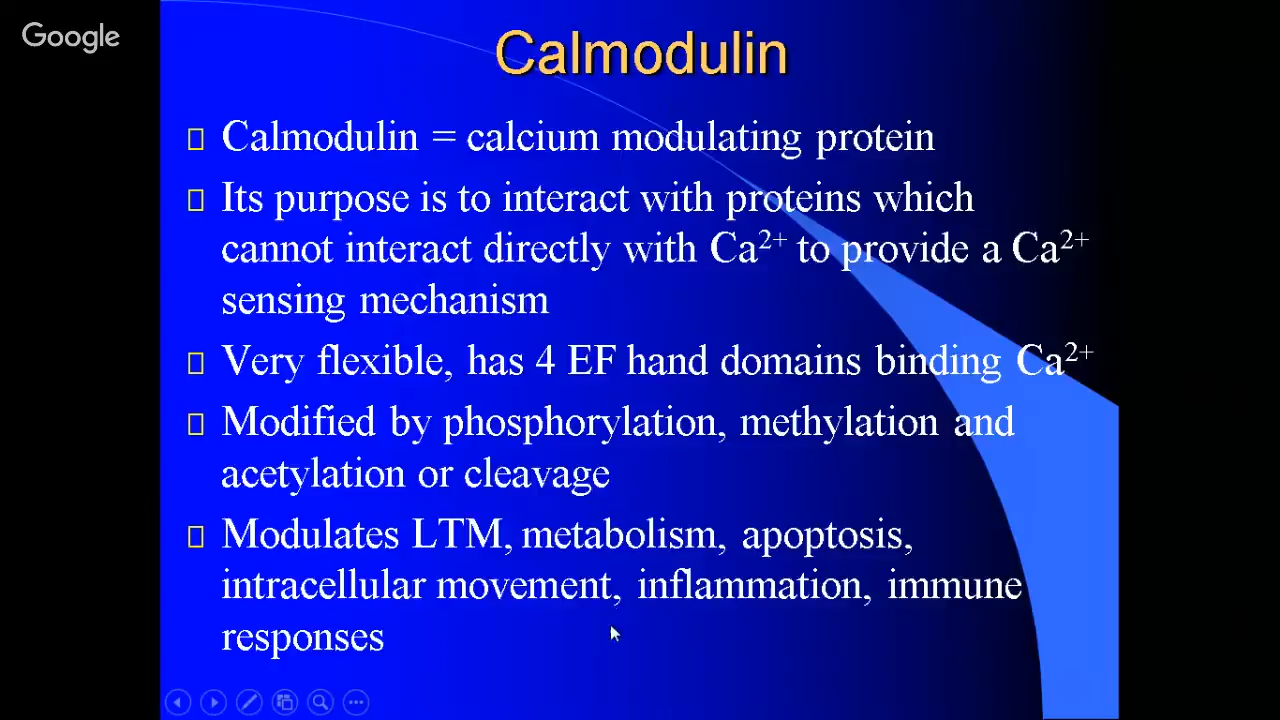 Google
Calmodulin
Calmodulin = calcium modulating protein
Its purpose is to interact with proteins which
cannot interact directly with Ca²⁺ to provide a Ca²⁺
sensing mechanism
Very flexible, has 4 EF hand domains binding Ca²⁺
Modified by phosphorylation, methylation and
acetylation or cleavage
Modulates LTM, metabolism, apoptosis,
intracellular movement, inflammation, immune
responses